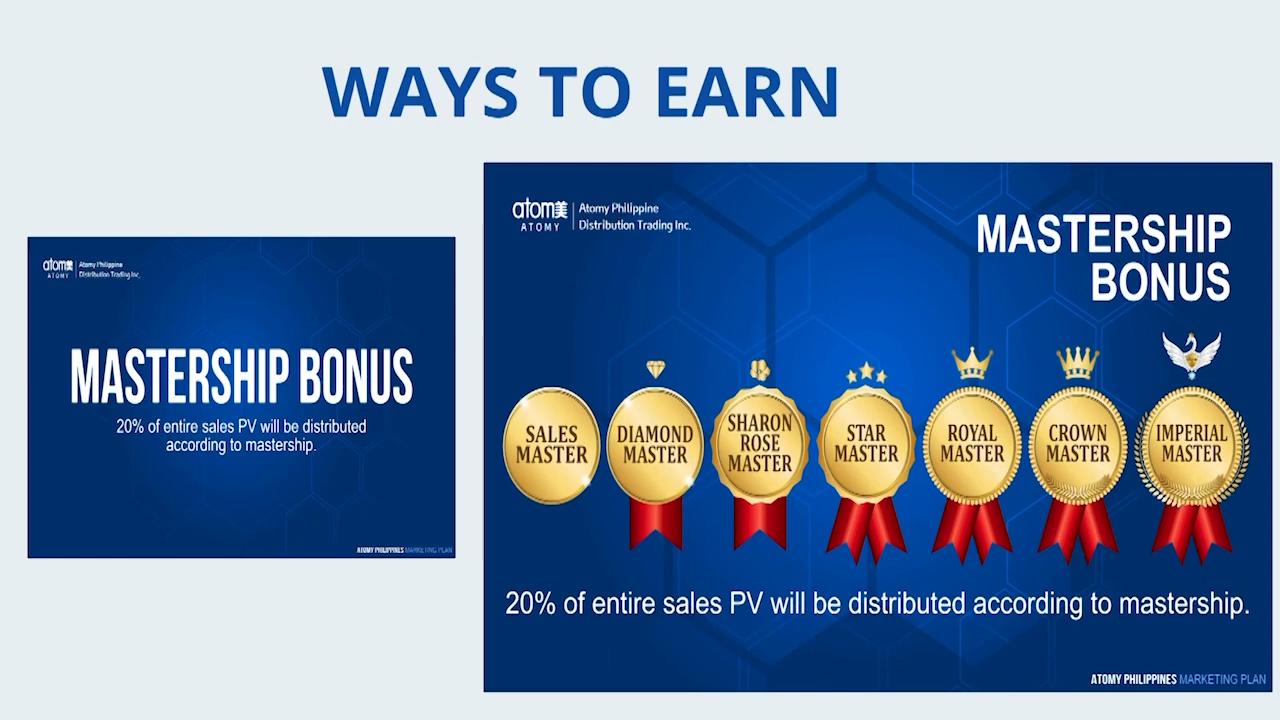 WAYS TO EARN
atom美
ATOMY
Atomy Philippine
Distribution Trading Inc.
MASTERSHIP BONUS
20% of entire sales PV will be distributed
according to mastership.
ATOMY PHILIPPINES MARKETING PLAN
atom美
ATOMY
Atomy Philippine
Distribution Trading Inc.
MASTERSHIP
BONUS
SALES
MASTER
DIAMOND
MASTER
SHARON
ROSE
MASTER
STAR
MASTER
ROYAL
MASTER
CROWN
MASTER
IMPERIAL
MASTER
20% of entire sales PV will be distributed according to mastership.
ATOMY PHILIPPINES MARKETING PLAN